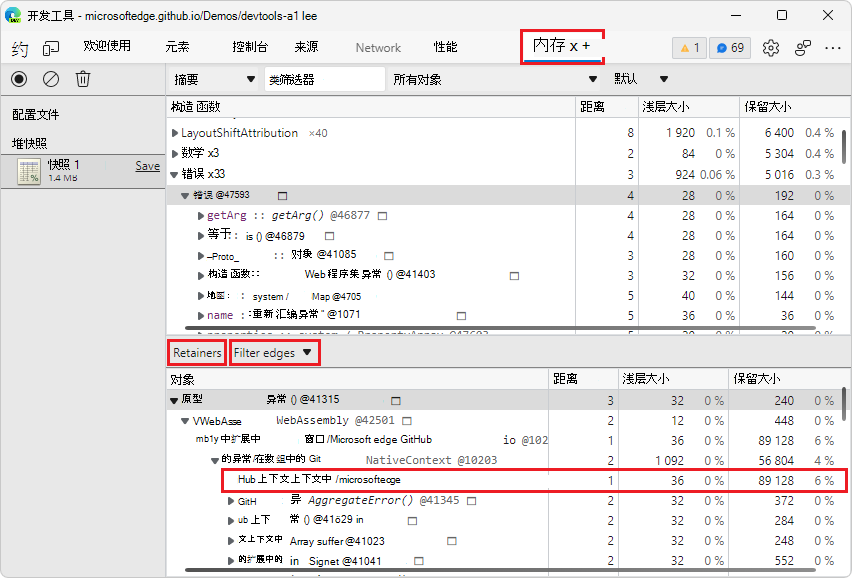 开发工具 - microsoftedge.github.io/Demos/devtools-a1 lee
约 欢迎使用 元素 控制台 来源 Network 性能 内存 x + 1 69
摘要 类筛选器 所有对象 默认
配置文件
堆快照
快照 1 Save
1.4 MB
构造 函数 距离 浅层大小 保留大小
LayoutShiftAttribution ×40 8 1 920 0.1 % 6 400 0.4 %
数学 x3 2 84 0 % 5 304 0.4 %
错误 x33 3 924 0.06 % 5 016 0.3 %
错误 @47593 4 28 0 % 192 0 %
getArg :: getArg() @46877 4 28 0 % 164 0 %
等于: : is () @46879 4 28 0 % 164 0 %
–Proto_ :: 对象 @41085 3 28 0 % 160 0 %
构造 函数:: Web 程序集 异常 () @41403 3 32 0 % 156 0 %
地图: : system / Map @4705 5 40 0 % 144 0 %
name : :重新 汇编异常" @1071 5 36 0 % 36 0 %
Retainers Filter edges
对象 距离 浅层大小 保留大小
原型 异常 () @41315 3 32 0 % 240 0 %
VWebAsse WebAssembly @42501 2 12 0 % 448 0 %
mb1y 中扩展中 窗口/Microsoft edge GitHub io @102 1 36 0 % 89 128 6 %
的异常/在数组中的 Git NativeContext @10203 2 1 092 0 % 56 804 4 %
Hub 上下文上下文中 /microsoftedge 1 36 0 % 89 128 6 %
GitH 异 AggregateError() @41345 2 32 0 % 372 0 %
ub 上下 常 () @41629 in 2 32 0 % 284 0 %
文上下文中 Array suffer @41023 2 32 0 % 248 0 %
的扩展中的 in Signet @41041 2 32 0 % 552 0 %